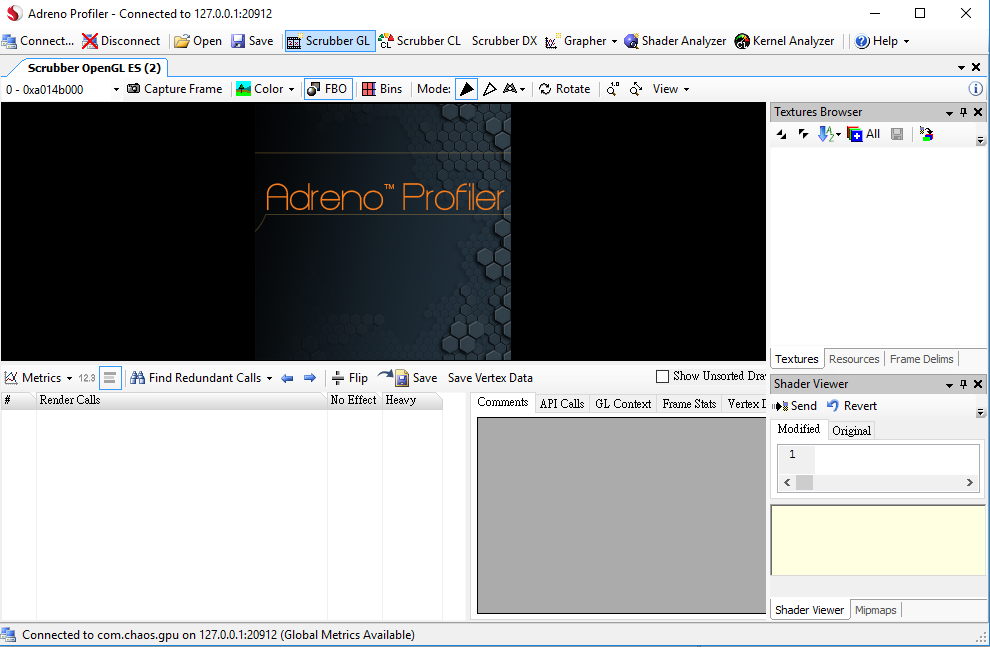 Adreno Profiler - Connected to 127.0.0.1:20912
Connect... Disconnect Open Save Scrubber GL Scrubber CL Scrubber DX Grapher Shader Analyzer Kernel Analyzer Help
Scrubber OpenGL ES (2)
0 - 0xa014b000 Capture Frame Color FBO Bins Mode: Rotate View
Textures Browser
All
Adreno™ Profiler
Textures Resources Frame Delims
Metrics 12.3 Find Redundant Calls Flip Save Save Vertex Data Show Unsorted Dra
Shader Viewer
# Render Calls No Effect Heavy
Comments API Calls GL Context Frame Stats Vertex D
Send Revert
Modified Original
1
Shader Viewer Mipmaps
Connected to com.chaos.gpu on 127.0.0.1:20912 (Global Metrics Available)